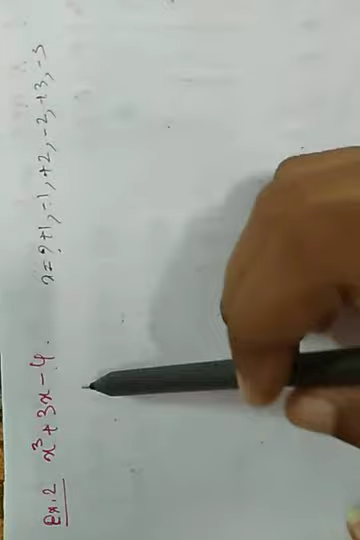 Ex.2 x³ + 3x - 4. x = ? +1, -1, +2, -2, +3, -3